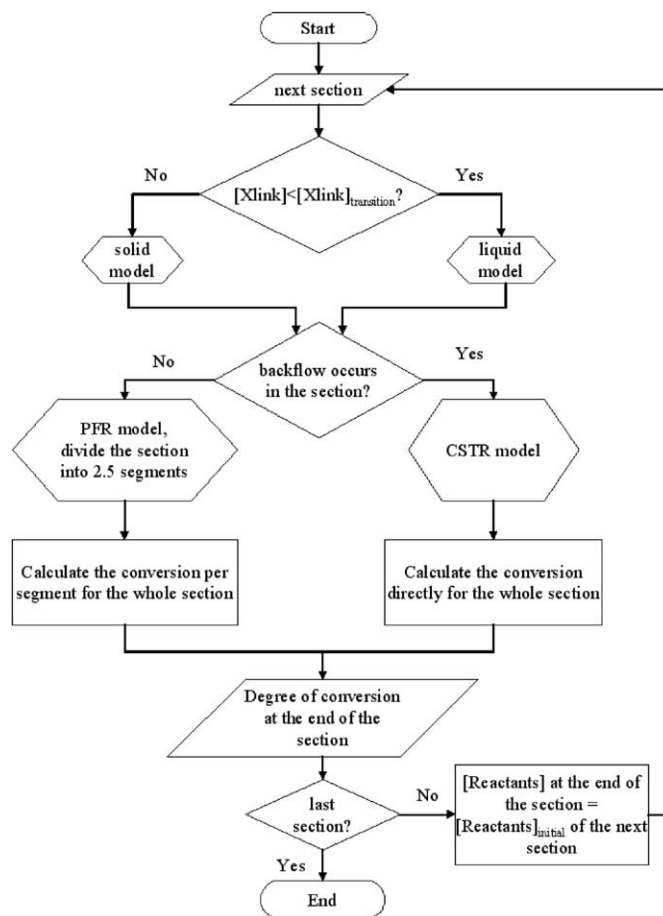 Start
next section
No
Yes
[Xlink]<[Xlink]transition?
solid
model
liquid
model
No
Yes
backflow occurs
in the section?
PFR model,
divide the section
into 2.5 segments
CSTR model
Calculate the conversion per
segment for the whole section
Calculate the conversion
directly for the whole section
Degree of conversion
at the end of the
section
last
section?
No
[Reactants] at the end of
the section =
[Reactants]initial of the next
section
Yes
End